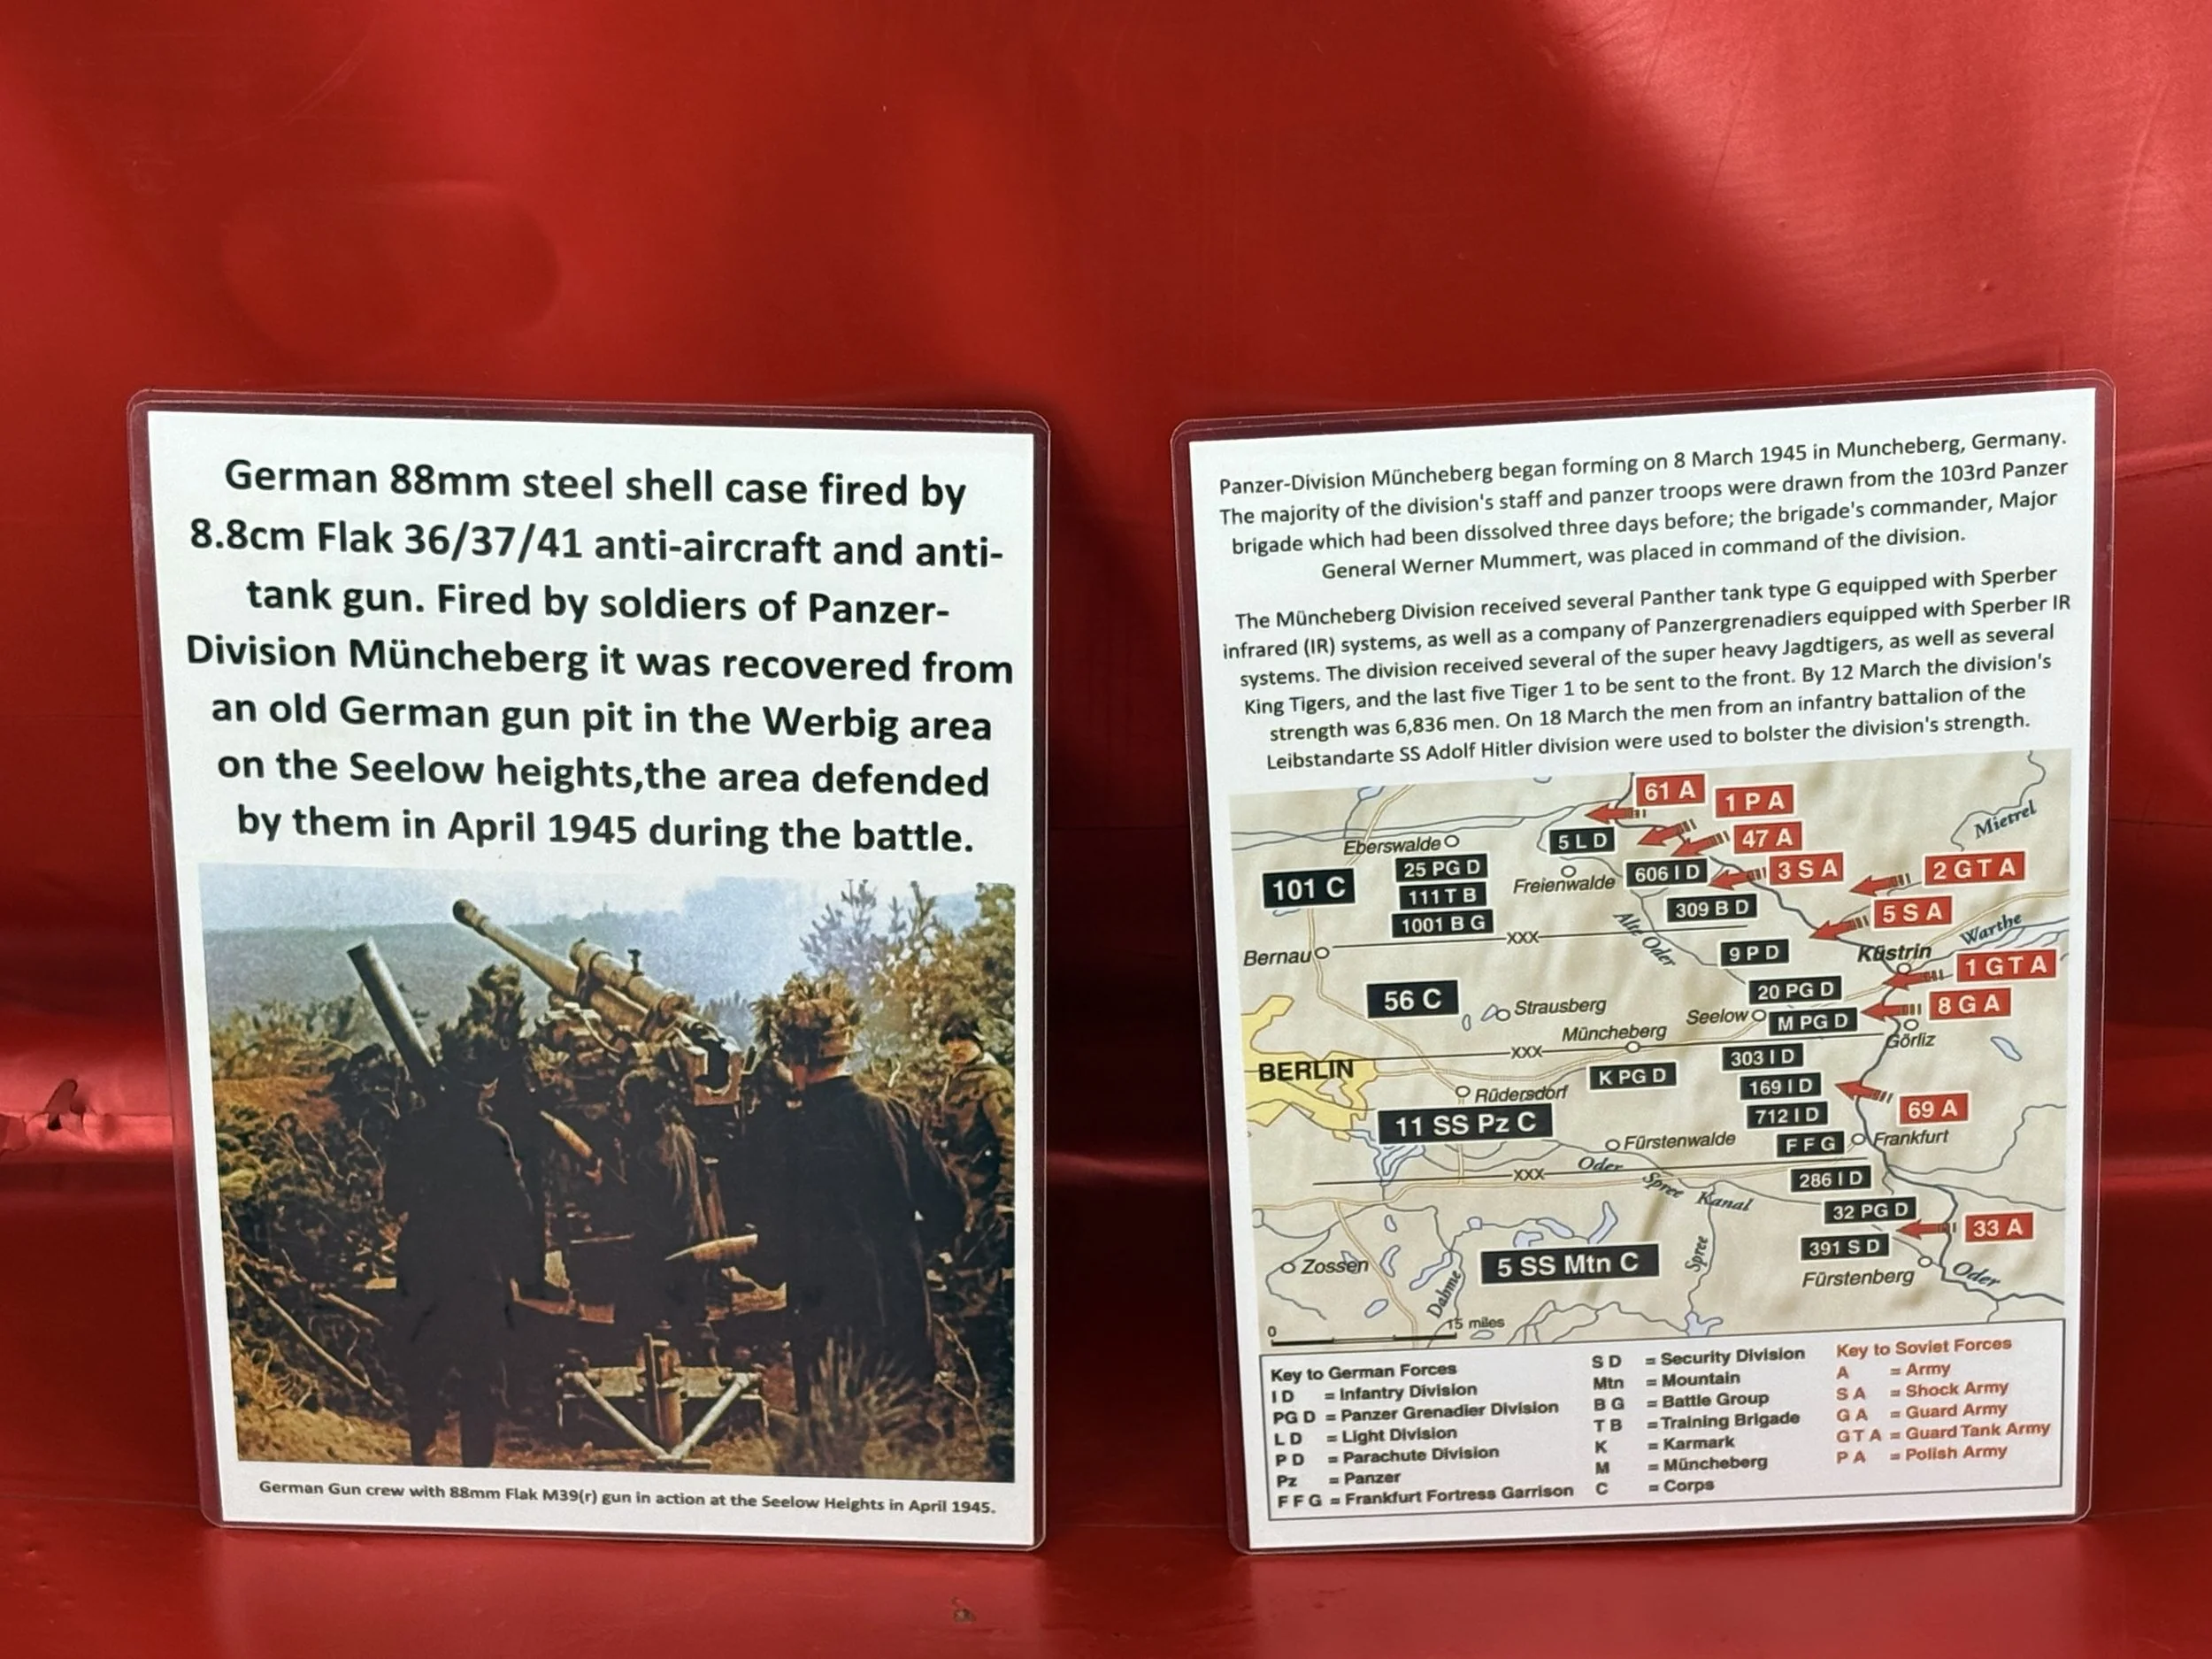 German 88mm steel shell case fired by
8.8cm Flak 36/37/41 anti-aircraft and anti-
tank gun. Fired by soldiers of Panzer-
Division Müncheberg it was recovered from
an old German gun pit in the Werbig area
on the Seelow heights,the area defended
by them in April 1945 during the battle.
German Gun crew with 88mm Flak M39(r) gun in action at the Seelow Heights in April 1945.
Panzer-Division Müncheberg began forming on 8 March 1945 in Muncheberg, Germany.
The majority of the division's staff and panzer troops were drawn from the 103rd Panzer
brigade which had been dissolved three days before; the brigade's commander, Major
General Werner Mummert, was placed in command of the division.
The Müncheberg Division received several Panther tank type G equipped with Sperber
infrared (IR) systems, as well as a company of Panzergrenadiers equipped with Sperber IR
systems. The division received several of the super heavy Jagdtigers, as well as several
King Tigers, and the last five Tiger 1 to be sent to the front. By 12 March the division's
strength was 6,836 men. On 18 March the men from an infantry battalion of the
Leibstandarte SS Adolf Hitler division were used to bolster the division's strength.
61 A
1 P A
47 A
Mietrel
Eberswalde
5 L D
25 PG D
606 I D
3 S A
2 G T A
101 C
111 T B
Freienwalde
309 B D
5 S A
1001 B G
XXX
Alte Oder
Warthe
Bernau
9 P D
Küstrin
1 G T A
56 C
20 PG D
Strausberg
Seelow
M PG D
8 G A
Müncheberg
Görliz
XXX
303 I D
BERLIN
K PG D
169 I D
Rüdersdorf
69 A
11 SS Pz C
712 I D
Fürstenwalde
F F G
Frankfurt
XXX
Oder
Spree Kanal
286 I D
32 PG D
33 A
Zossen
5 SS Mtn C
Spree
391 S D
Dahme
Fürstenberg
Oder
0
15 miles
Key to German Forces
I D = Infantry Division
PG D = Panzer Grenadier Division
L D = Light Division
P D = Parachute Division
Pz = Panzer
F F G = Frankfurt Fortress Garrison
S D = Security Division
Mtn = Mountain
B G = Battle Group
T B = Training Brigade
K = Karmark
M = Müncheberg
C = Corps
Key to Soviet Forces
A = Army
S A = Shock Army
G A = Guard Army
G T A = Guard Tank Army
P A = Polish Army